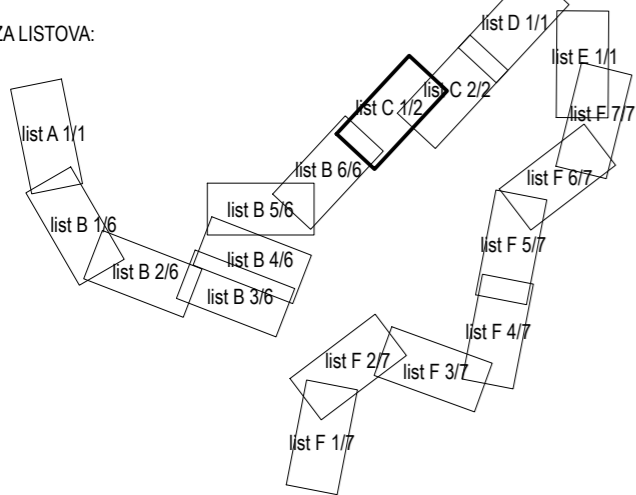 ZA LISTOVA:
list D 1/1
list E 1/1
list C 2/2
list C 1/2
list F 7/7
list A 1/1
list B 6/6
list F 6/7
list B 5/6
list B 1/6
list F 5/7
list B 4/6
list B 2/6
list B 3/6
list F 4/7
list F 2/7
list F 3/7
list F 1/7